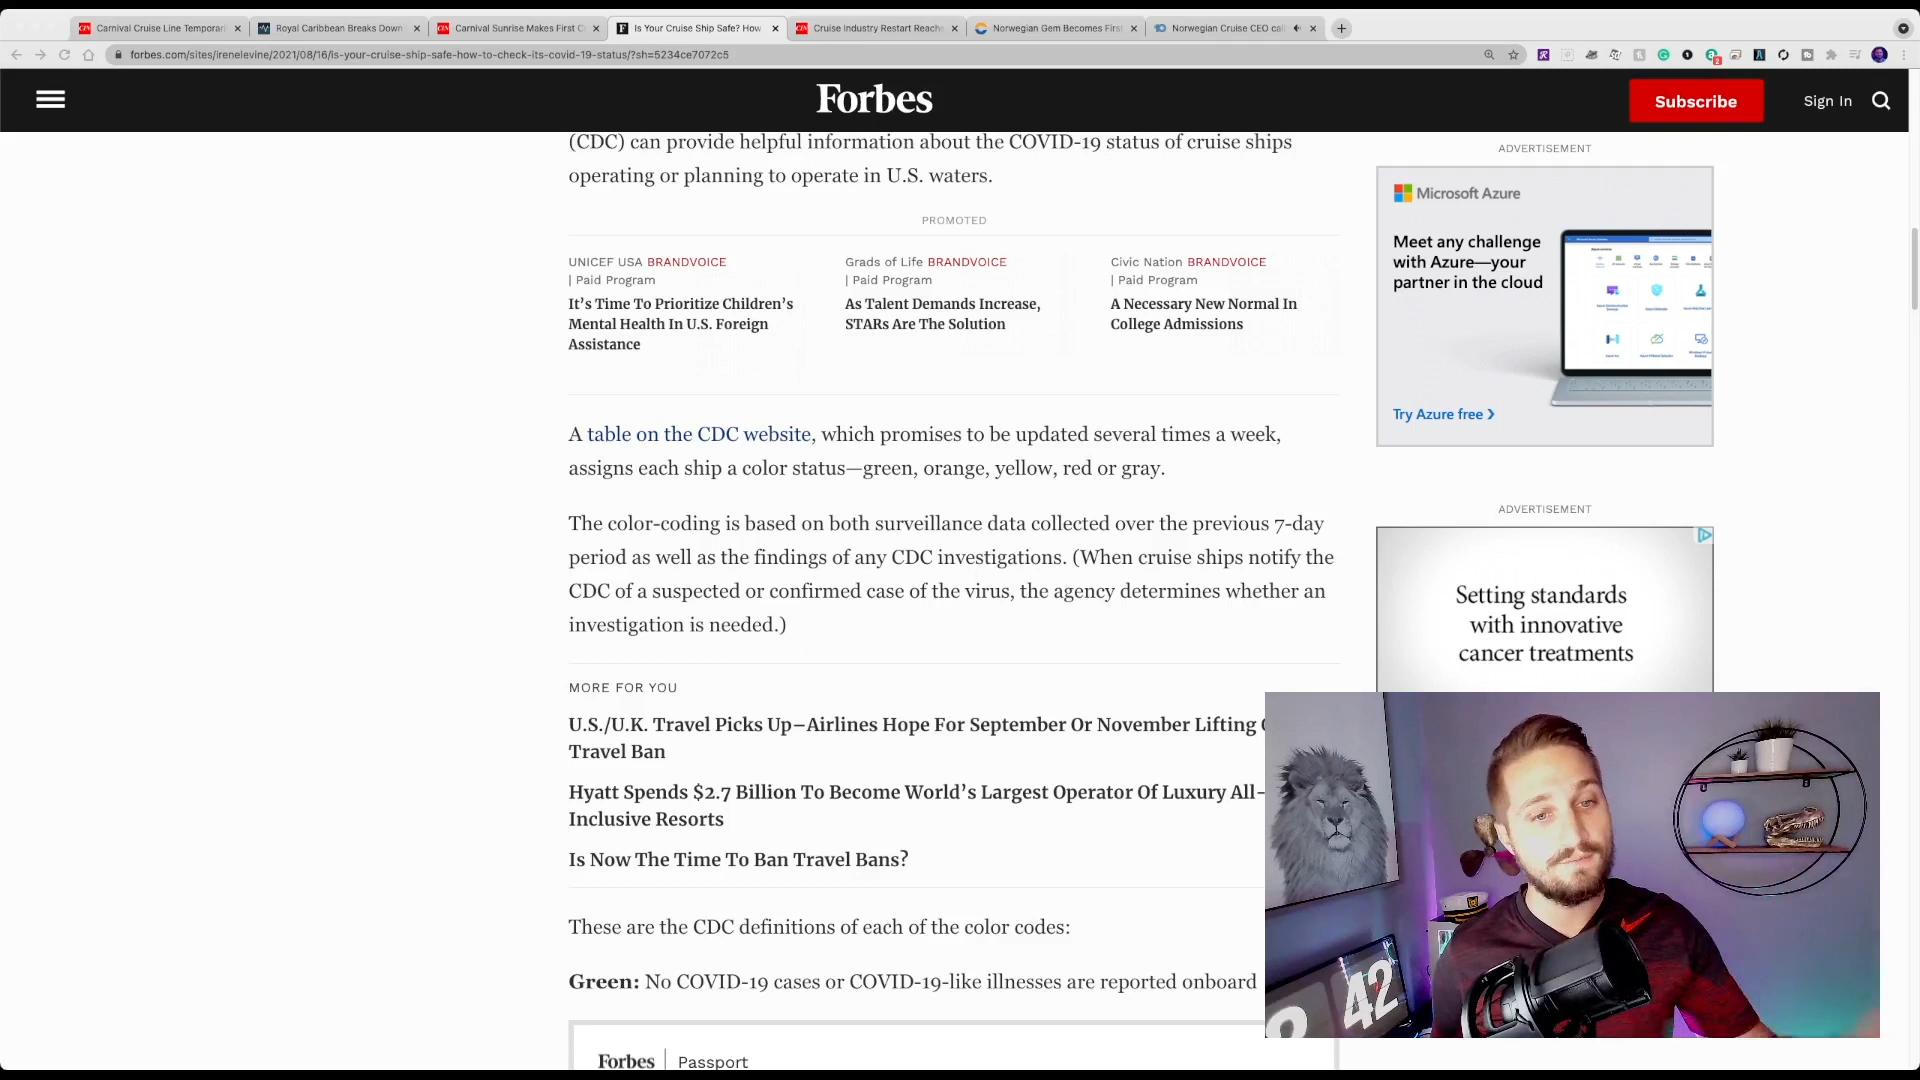 Carnival Cruise Line Temporar
Royal Caribbean Breaks Down
Carnival Sunrise Makes First C
Is Your Cruise Ship Safe? How
Cruise Industry Restart Reache
Norwegian Gem Becomes First
Norwegian Cruise CEO cal
forbes.com/sites/irenelevine/2021/08/16/is-your-cruise-ship-safe-how-to-check-its-covid-19-status/?sh=5234ce7072c5
Forbes
Subscribe
Sign In
(CDC) can provide helpful information about the COVID-19 status of cruise ships
operating or planning to operate in U.S. waters.
PROMOTED
UNICEF USA BRANDVOICE
| Paid Program
It's Time To Prioritize Children's
Mental Health In U.S. Foreign
Assistance
Grads of Life BRANDVOICE
| Paid Program
As Talent Demands Increase,
STARs Are The Solution
Civic Nation BRANDVOICE
| Paid Program
A Necessary New Normal In
College Admissions
A table on the CDC website, which promises to be updated several times a week,
assigns each ship a color status—green, orange, yellow, red or gray.
The color-coding is based on both surveillance data collected over the previous 7-day
period as well as the findings of any CDC investigations. (When cruise ships notify the
CDC of a suspected or confirmed case of the virus, the agency determines whether an
investigation is needed.)
MORE FOR YOU
U.S./U.K. Travel Picks Up—Airlines Hope For September Or November Lifting
Travel Ban
Hyatt Spends $2.7 Billion To Become World's Largest Operator Of Luxury All-
Inclusive Resorts
Is Now The Time To Ban Travel Bans?
These are the CDC definitions of each of the color codes:
Green: No COVID-19 cases or COVID-19-like illnesses are reported onboard
Forbes | Passport
ADVERTISEMENT
Microsoft Azure
Meet any challenge
with Azure—your
partner in the cloud
Try Azure free ❯
ADVERTISEMENT
Setting standards
with innovative
cancer treatments
42